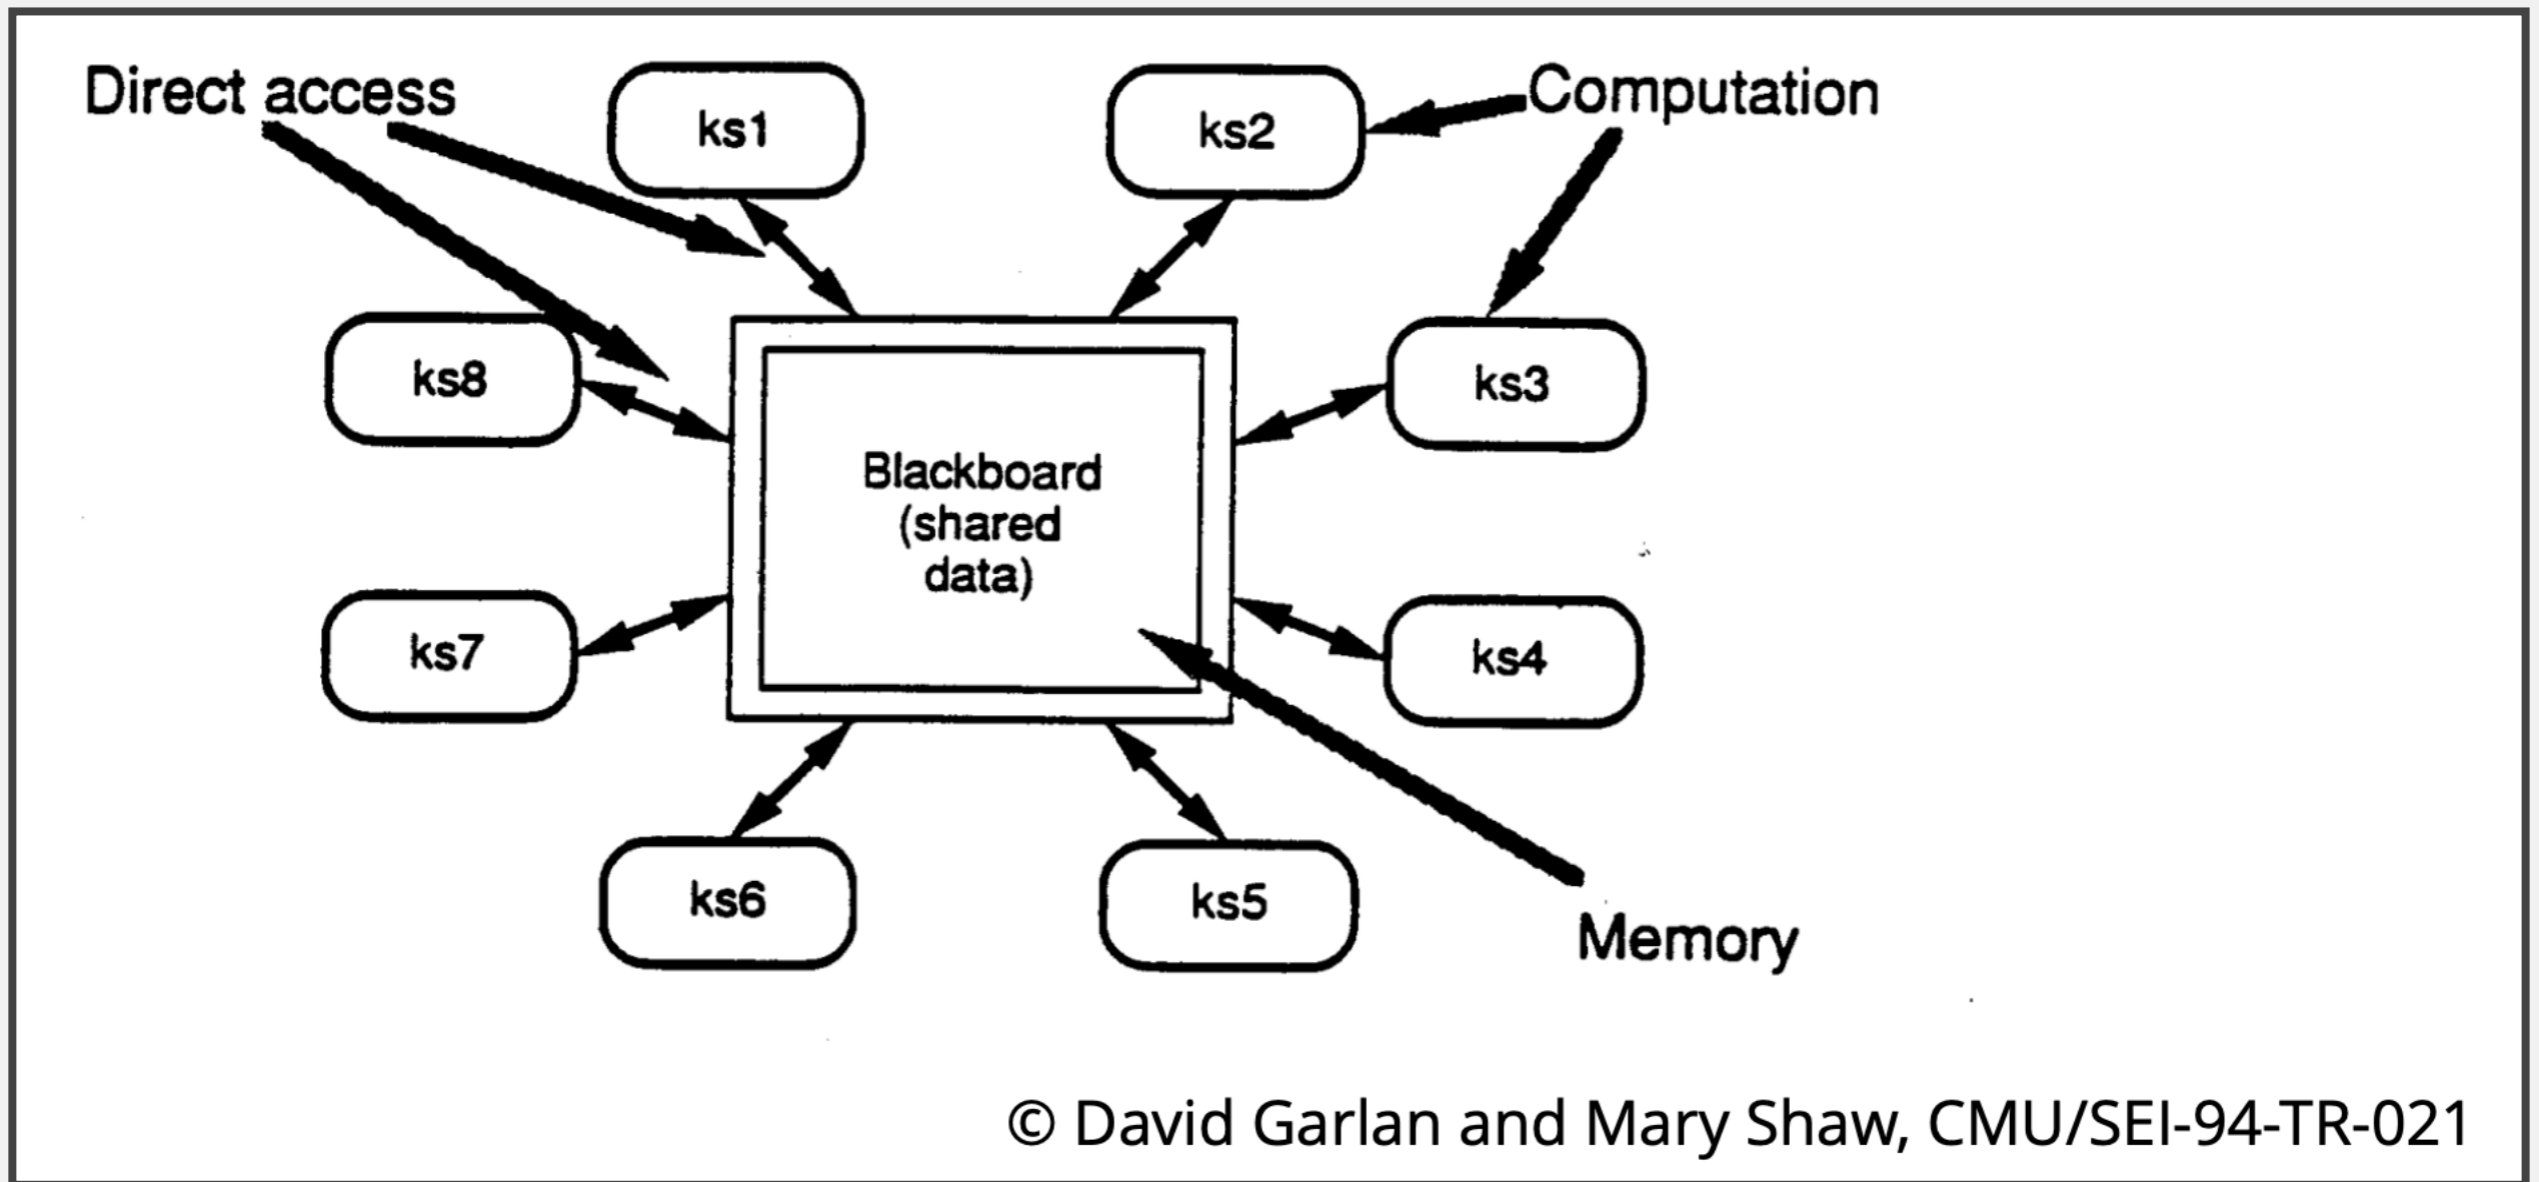 Direct access
Computation
ks1
ks2
ks8
ks3
Blackboard
(shared
data)
ks7
ks4
ks6
ks5
Memory
© David Garlan and Mary Shaw, CMU/SEI-94-TR-021